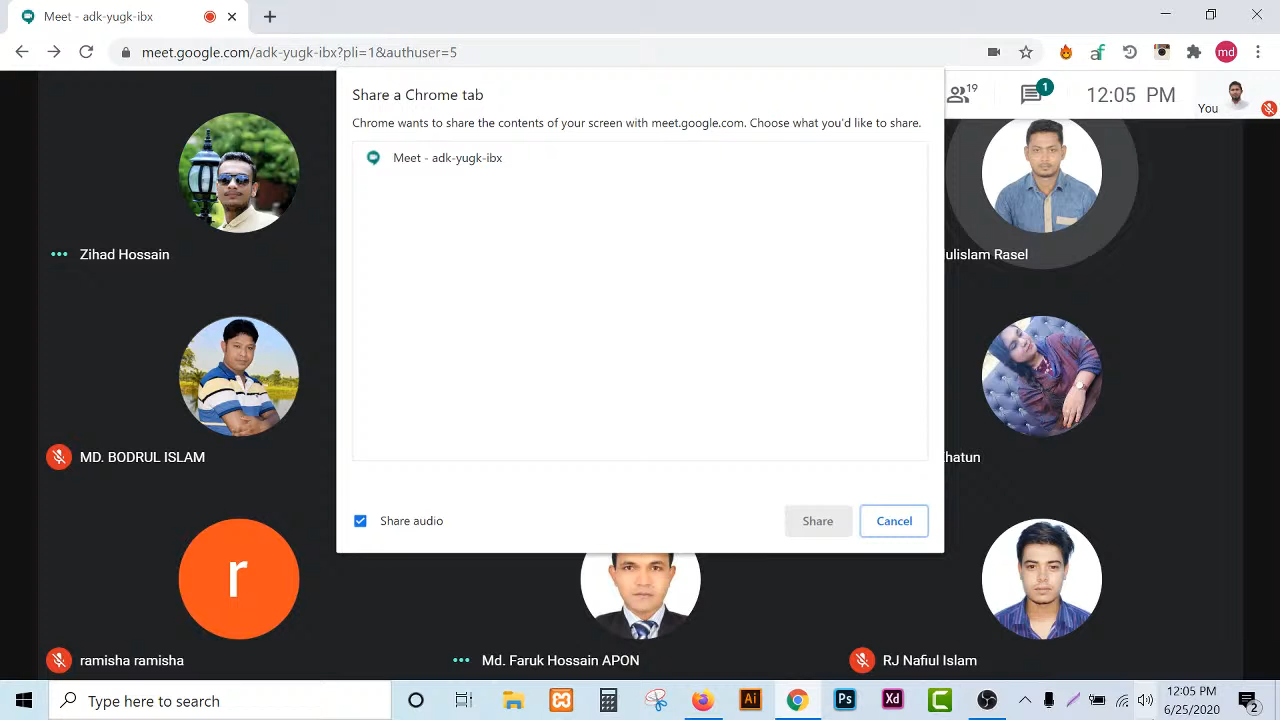 Meet - adk-yugk-ibx
meet.google.com/adk-yugk-ibx?pli=1&authuser=5
md
Share a Chrome tab
Chrome wants to share the contents of your screen with meet.google.com. Choose what you'd like to share.
Meet - adk-yugk-ibx
Share audio
Share
Cancel
19
1
12:05 PM
You
Zihad Hossain
ulislam Rasel
MD. BODRUL ISLAM
hatun
r
ramisha ramisha
Md. Faruk Hossain APON
RJ Nafiul Islam
Type here to search
Ai
Ps
Xd
C
12:05 PM
6/25/2020
2